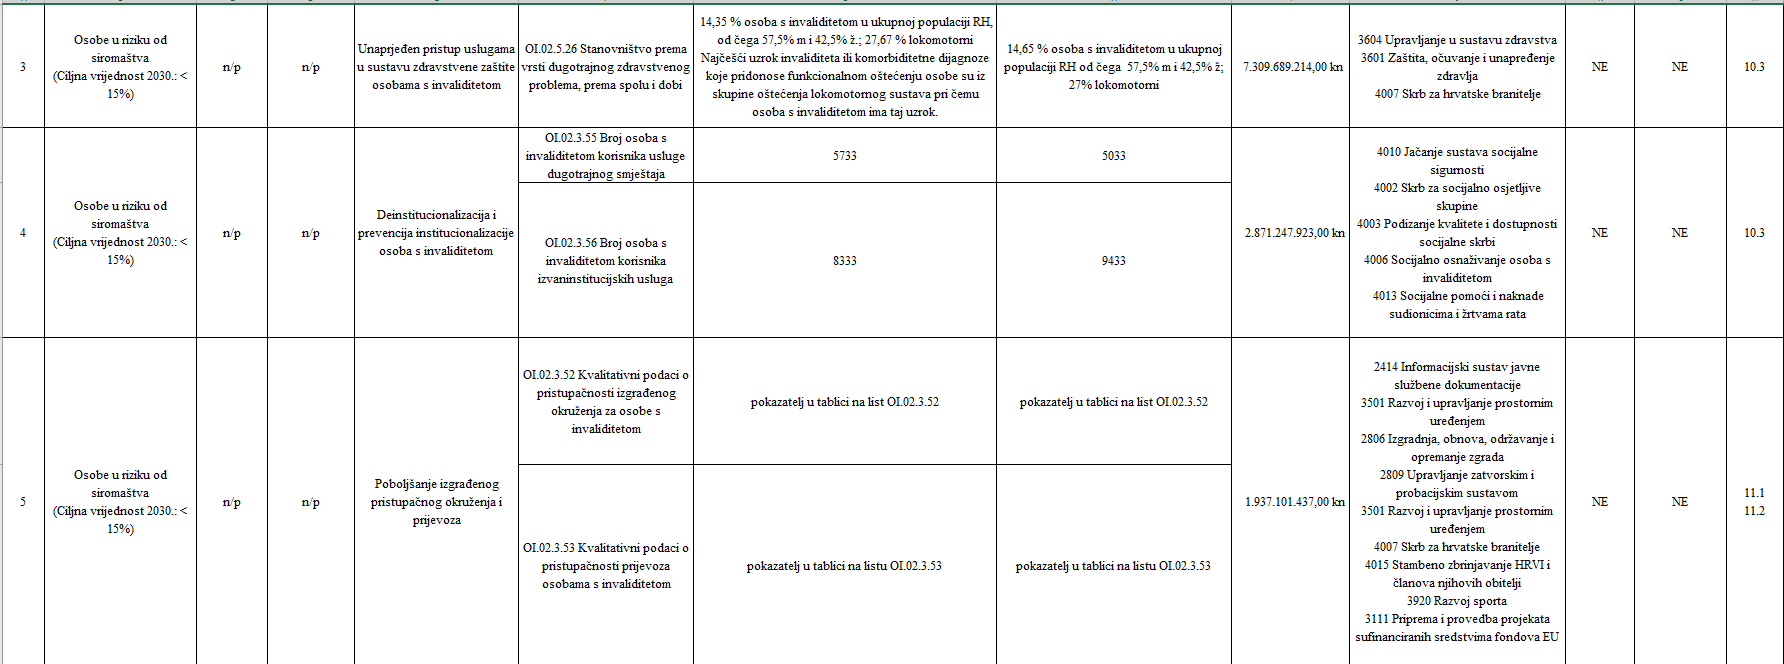 3
Osobe u riziku od
siromaštva
(Ciljna vrijednost 2030.: <
15%)
n/p
n/p
Unaprjeđen pristup uslugama
u sustavu zdravstvene zaštite
osobama s invaliditetom
OI.02.5.26 Stanovništvo prema
vrsti dugotrajnog zdravstvenog
problema, prema spolu i dobi
14,35 % osoba s invaliditetom u ukupnoj populaciji RH,
od čega 57,5% m i 42,5% ž.; 27,67 % lokomotorni
Najčešći uzrok invaliditeta ili komorbiditetne dijagnoze
koje pridonose funkcionalnom oštećenju osobe su iz
skupine oštećenja lokomotornog sustava pri čemu
osoba s invaliditetom ima taj uzrok.
14,65 % osoba s invaliditetom u ukupnoj
populaciji RH od čega  57,5% m i 42,5% ž;
27% lokomotorni
7.309.689.214,00 kn
3604 Upravljanje u sustavu zdravstva
3601 Zaštita, očuvanje i unapređenje
zdravlja
4007 Skrb za hrvatske branitelje
NE
NE
10.3
4
Osobe u riziku od
siromaštva
(Ciljna vrijednost 2030.: <
15%)
n/p
n/p
Deinstitucionalizacija i
prevencija institucionalizacije
osoba s invaliditetom
OI.02.3.55 Broj osoba s
invaliditetom korisnika usluge
dugotrajnog smještaja
5733
5033
OI.02.3.56 Broj osoba s
invaliditetom korisnika
izvaninstitucijskih usluga
8333
9433
2.871.247.923,00 kn
4010 Jačanje sustava socijalne
sigurnosti
4002 Skrb za socijalno osjetljive
skupine
4003 Podizanje kvalitete i dostupnosti
socijalne skrbi
4006 Socijalno osnaživanje osoba s
invaliditetom
4013 Socijalne pomoći i naknade
sudionicima i žrtvama rata
NE
NE
10.3
5
Osobe u riziku od
siromaštva
(Ciljna vrijednost 2030.: <
15%)
n/p
n/p
Poboljšanje izgrađenog
pristupačnog okruženja i
prijevoza
OI.02.3.52 Kvalitativni podaci o
pristupačnosti izgrađenog
okruženja za osobe s
invaliditetom
pokazatelj u tablici na list OI.02.3.52
pokazatelj u tablici na list OI.02.3.52
OI.02.3.53 Kvalitativni podaci o
pristupačnosti prijevoza
osobama s invaliditetom
pokazatelj u tablici na listu OI.02.3.53
pokazatelj u tablici na listu OI.02.3.53
1.937.101.437,00 kn
2414 Informacijski sustav javne
službene dokumentacije
3501 Razvoj i upravljanje prostornim
uređenjem
2806 Izgradnja, obnova, održavanje i
opremanje zgrada
2809 Upravljanje zatvorskim i
probacijskim sustavom
3501 Razvoj i upravljanje prostornim
uređenjem
4007 Skrb za hrvatske branitelje
4015 Stambeno zbrinjavanje HRVI i
članova njihovih obitelji
3920 Razvoj sporta
3111 Priprema i provedba projekata
sufinanciranih sredstvima fondova EU
NE
NE
11.1
11.2